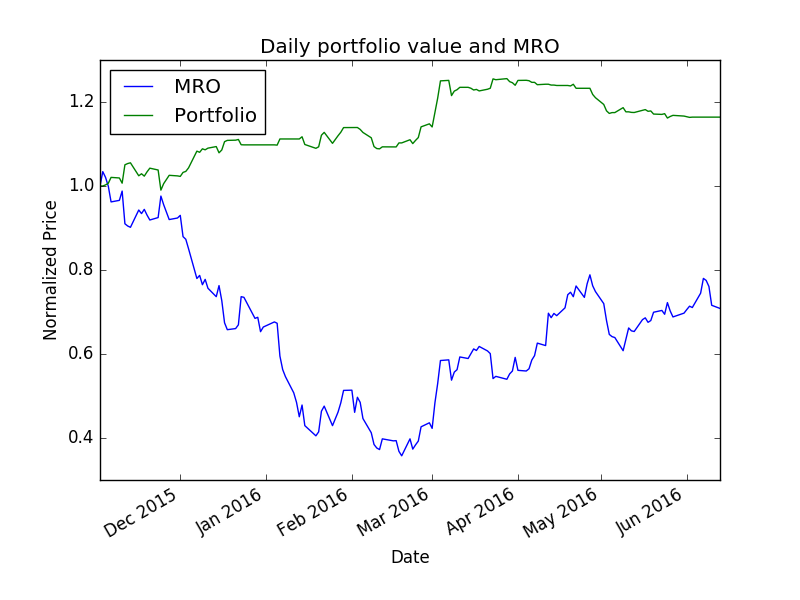 Daily portfolio value and MRO
MRO
Portfolio
Normalized Price
1.2
1.0
0.8
0.6
0.4
Dec 2015
Jan 2016
Feb 2016
Mar 2016
Apr 2016
May 2016
Jun 2016
Date